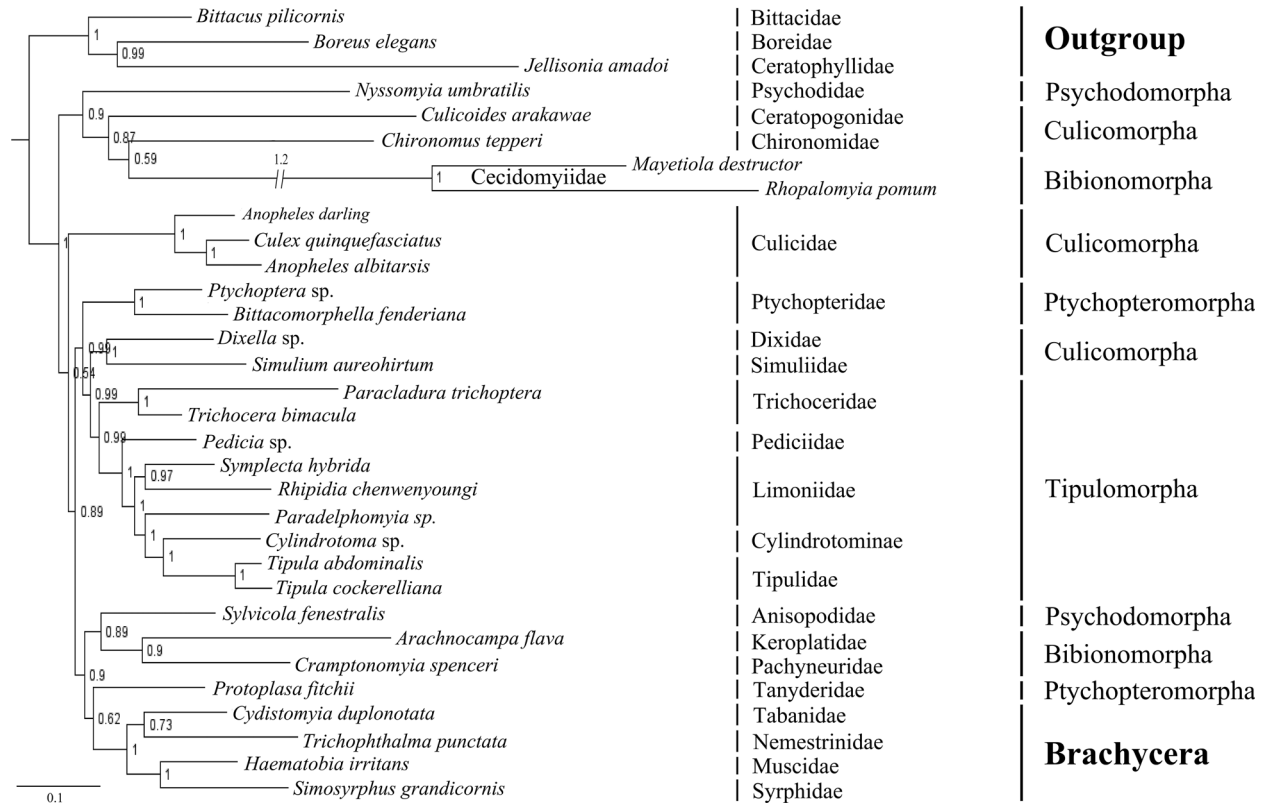 Bittacus pilicornis
Bittacidae
1
Boreus elegans
Boreidae
Outgroup
0.99
Jellisonia amadoi
Ceratophyllidae
Nyssomyia umbratilis
Psychodidae
Psychodomorpha
0.9
Culicoides arakawae
Ceratopogonidae
Culicomorpha
0.87
Chironomus tepperi
Chironomidae
0.59
1.2
Mayetiola destructor
1
Cecidomyiidae
Bibionomorpha
Rhopalomyia pomum
Anopheles darling
1
Culex quinquefasciatus
Culicidae
Culicomorpha
1
1
Anopheles albitarsis
Ptychoptera sp.
1
Ptychopteridae
Ptychopteromorpha
Bittacomorphella fenderiana
Dixella sp.
Dixidae
0.99
1
Culicomorpha
Simulium aureohirtum
Simuliidae
0.54
0.99
Paracladura trichoptera
1
Trichoceridae
Trichocera bimacula
0.99
Pedicia sp.
Pediciidae
Symplecta hybrida
1
0.97
Rhipidia chenwenyoungi
Limoniidae
Tipulomorpha
1
0.89
Paradelphomyia sp.
1
Cylindrotoma sp.
Cylindrotominae
1
Tipula abdominalis
1
Tipulidae
Tipula cockerelliana
Sylvicola fenestralis
Anisopodidae
Psychodomorpha
0.89
Arachnocampa flava
Keroplatidae
0.9
Bibionomorpha
Cramptonomyia spenceri
Pachyneuridae
0.9
Protoplasa fitchii
Tanyderidae
Ptychopteromorpha
0.62
Cydistomyia duplonotata
Tabanidae
0.73
Trichophthalma punctata
Nemestrinidae
1
Brachycera
Haematobia irritans
Muscidae
1
Simosyrphus grandicornis
Syrphidae
0.1